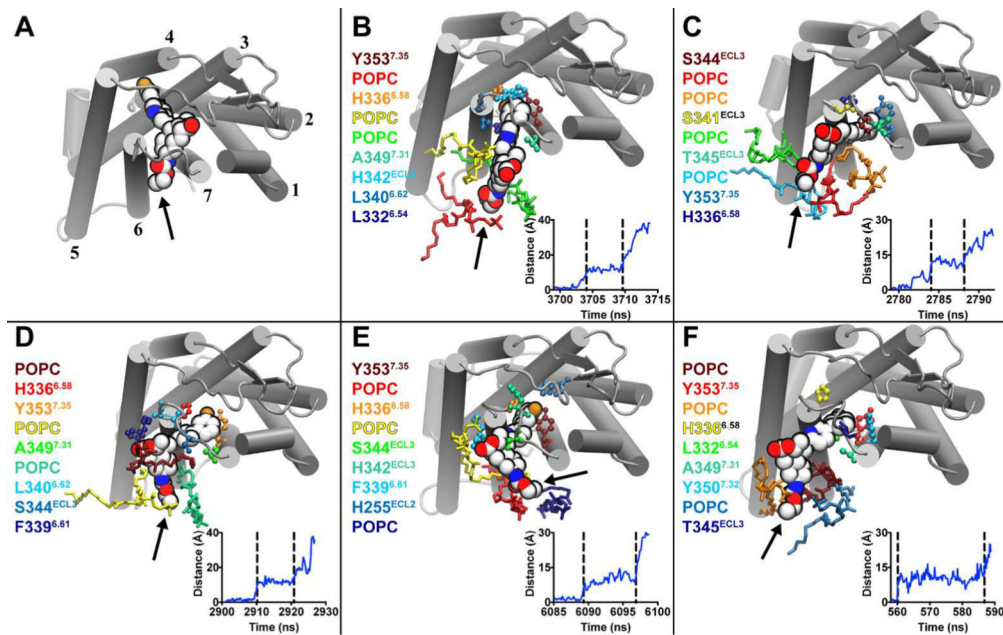 A
4
3
2
7
1
6
5
B
Y353^7.35
POPC
H336^6.58
POPC
POPC
A349^7.31
H342^ECL3
L340^6.62
L332^6.54
Distance (Å)
40
20
0
3700 3705 3710 3715
Time (ns)
C
S344^ECL3
POPC
POPC
S341^ECL3
POPC
T345^ECL3
POPC
Y353^7.35
H336^6.58
Distance (Å)
30
15
0
2780 2785 2790
Time (ns)
D
POPC
H336^6.58
Y353^7.35
POPC
A349^7.31
POPC
L340^6.62
S344^ECL3
F339^6.61
Distance (Å)
40
20
0
2900 2910 2920 2930
Time (ns)
E
Y353^7.35
POPC
H336^6.58
POPC
S344^ECL3
H342^ECL3
F339^6.61
H255^ECL2
POPC
Distance (Å)
30
15
0
6085 6090 6095 6100
Time (ns)
F
POPC
Y353^7.35
POPC
H336^6.58
L332^6.54
A349^7.31
Y350^7.32
POPC
T345^ECL3
Distance (Å)
30
15
0
560 570 580 590
Time (ns)